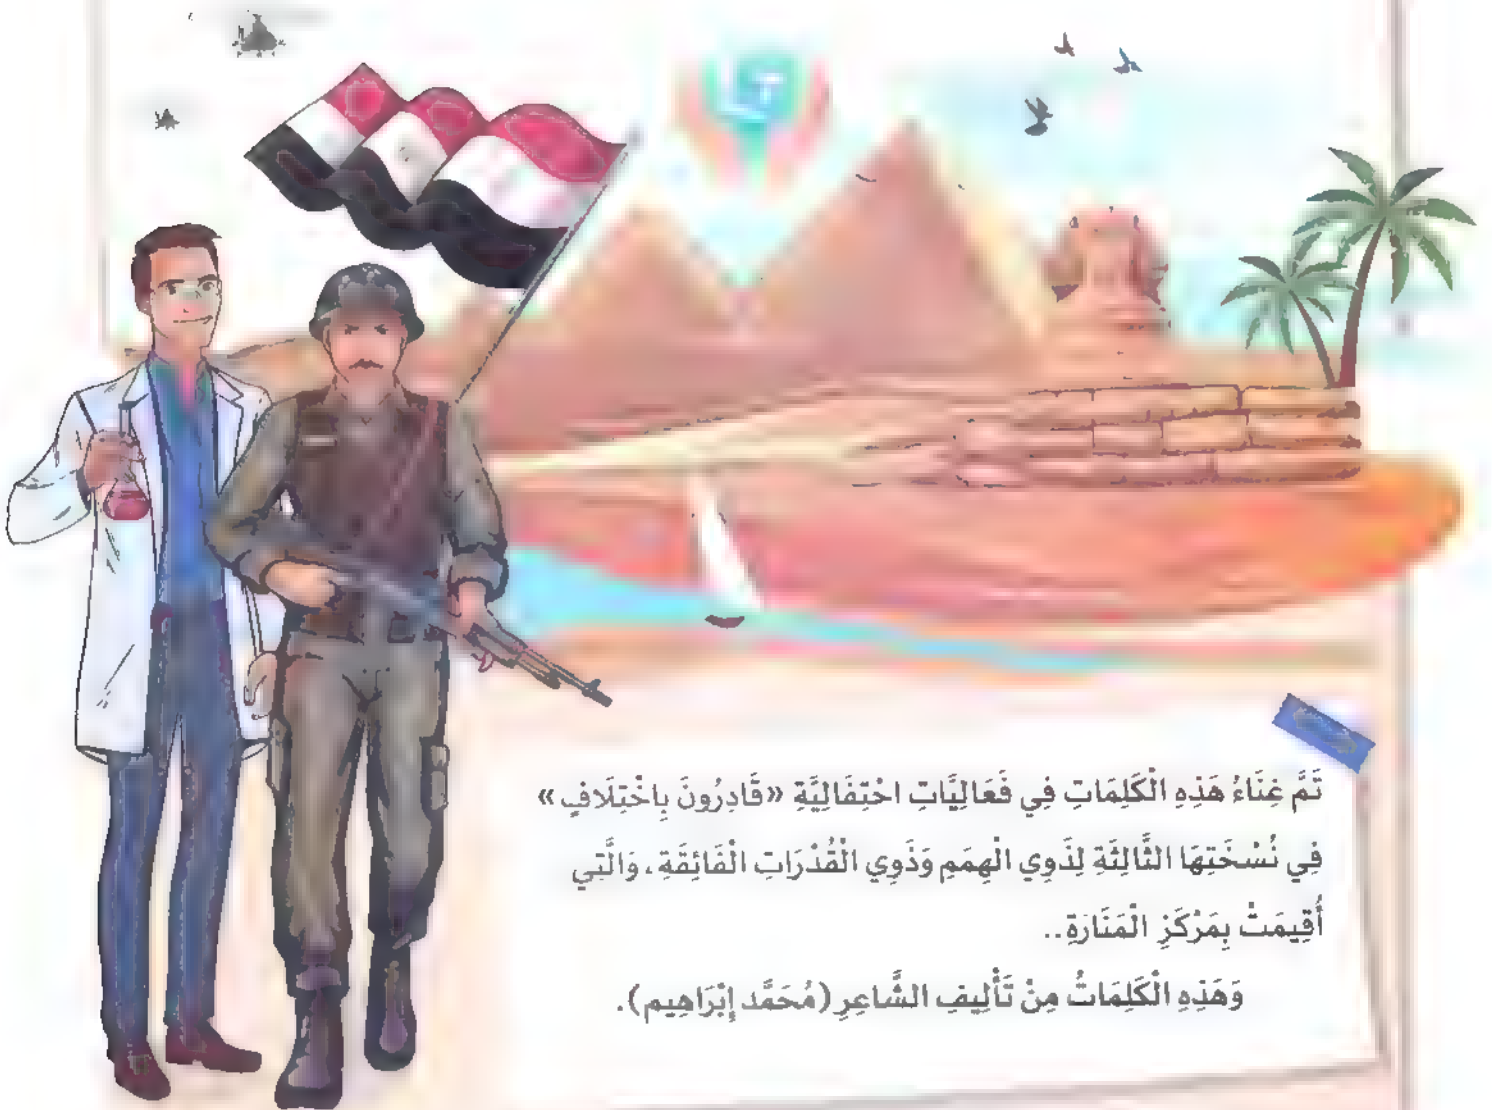 تَمَّ غِنَاءُ هَذِهِ الْكَلِمَاتِ فِي فَعَالِيَّاتِ احْتِفَالِيَّةِ «قَادِرُونَ بِاخْتِلَافٍ»
فِي نُسْخَتِهَا الثَّالِثَةِ لِذَوِي الْهِمَمِ وَذَوِي الْقُدْرَاتِ الْفَائِقَةِ، وَالَّتِي
أُقِيمَتْ بِمَرْكَزِ الْمَنَارَةِ..
وَهَذِهِ الْكَلِمَاتُ مِنْ تَأْلِيفِ الشَّاعِرِ (مُحَمَّد إِبْرَاهِيم).